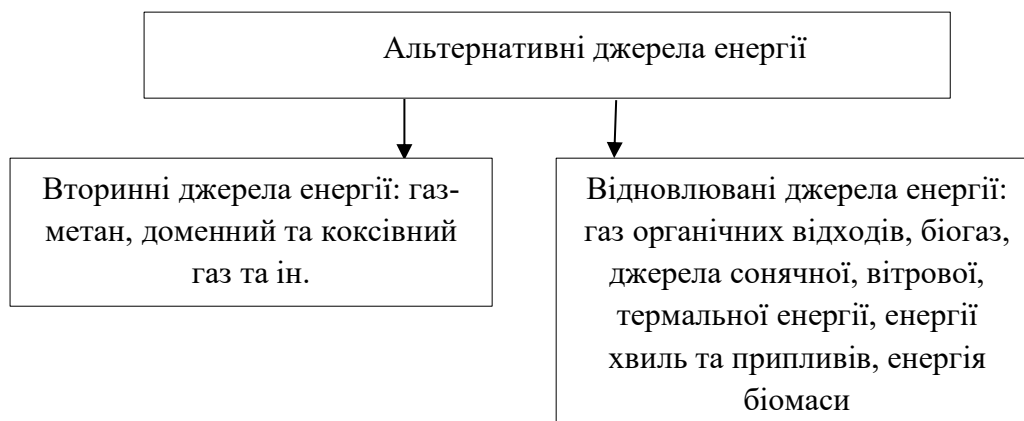 Альтернативні джерела енергії
Вторинні джерела енергії: газ-
метан, доменний та коксівний
газ та ін.
Відновлювані джерела енергії:
газ органічних відходів, біогаз,
джерела сонячної, вітрової,
термальної енергії, енергії
хвиль та припливів, енергія
біомаси